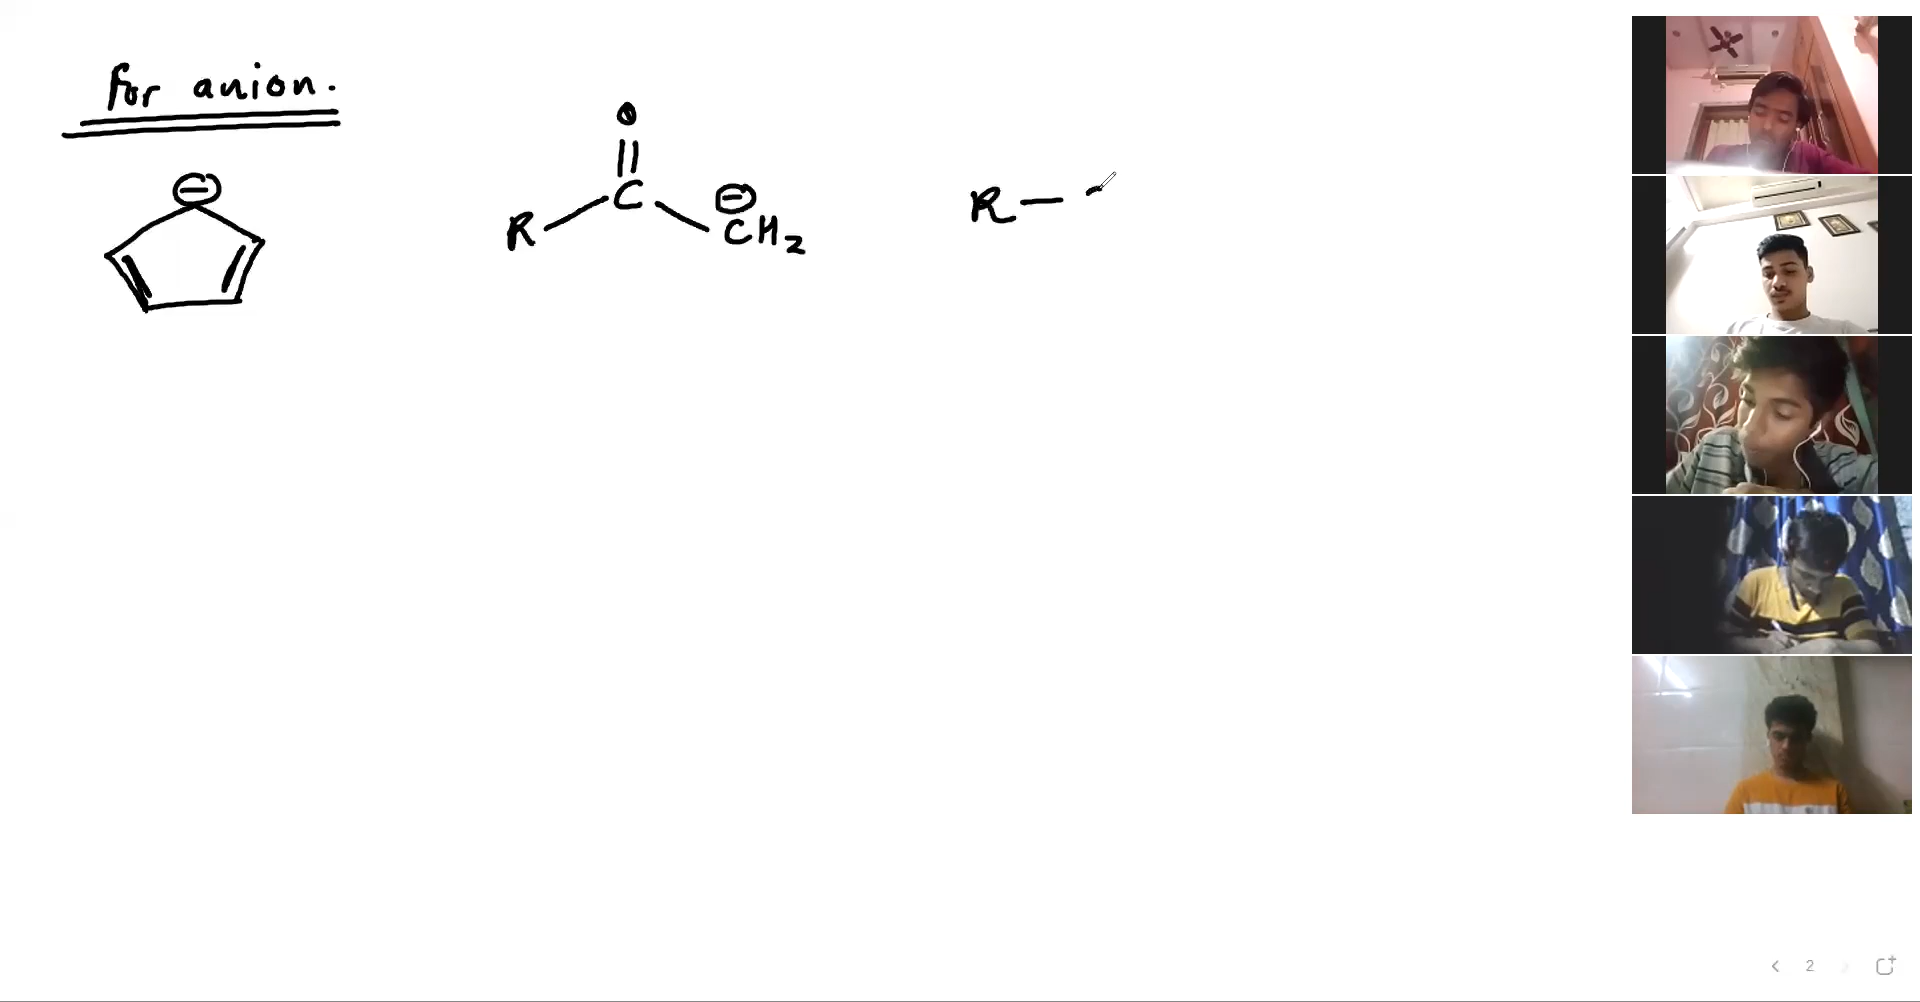 For anion.
O
||
R — C — CH2
⊖
R —
2